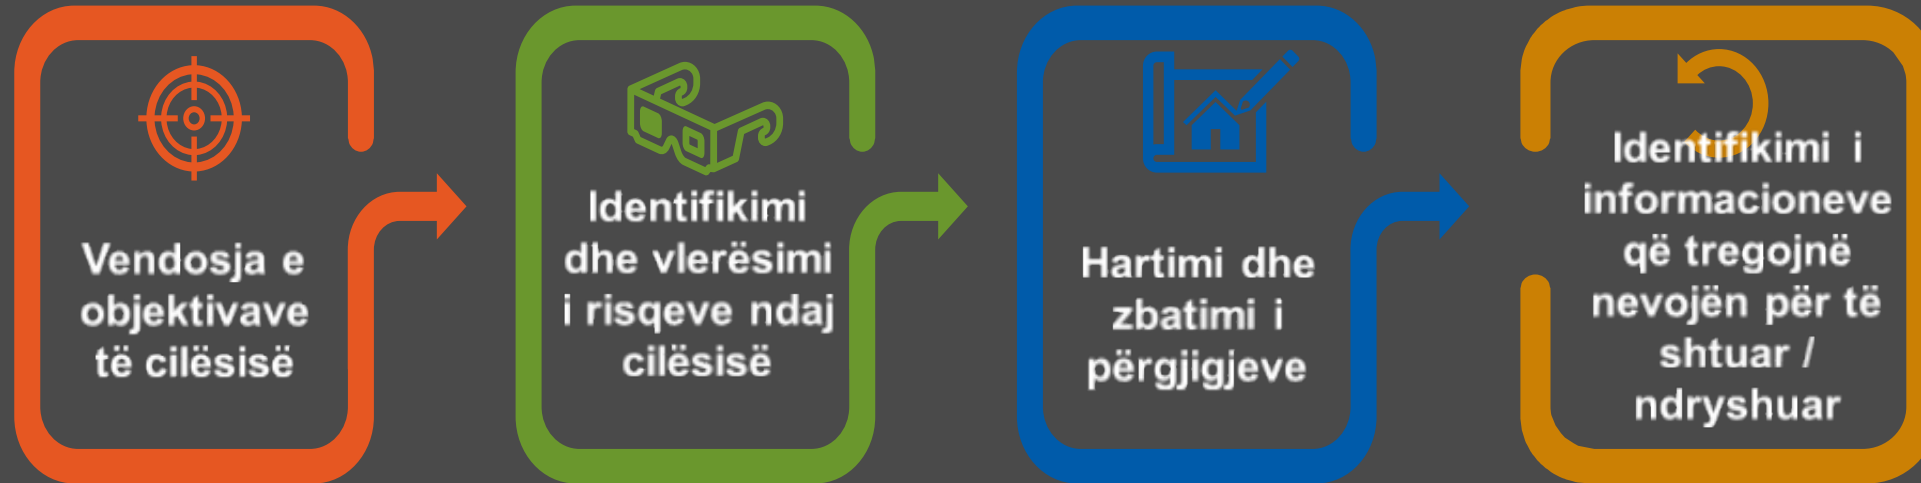 Vendosja e
objektivave
të cilësisë
Identifikimi
dhe vlerësimi
i risqeve ndaj
cilësisë
Hartimi dhe
zbatimi i
përgjigjeve
Identifikimi i
informacioneve
që tregojnë
nevojën për të
shtuar /
ndryshuar